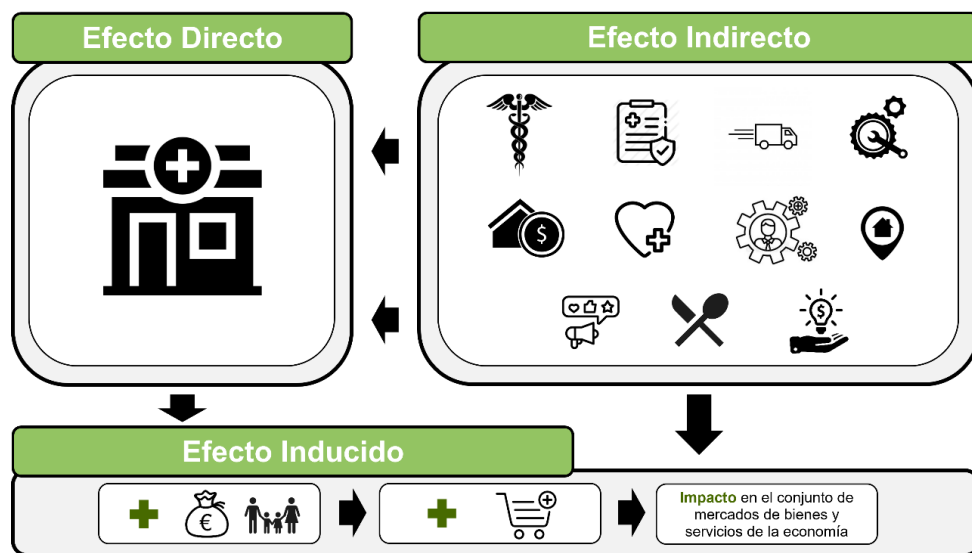 Efecto Directo
Efecto Indirecto
$
$
Efecto Inducido
€
Impacto en el conjunto de
mercados de bienes y
servicios de la economía